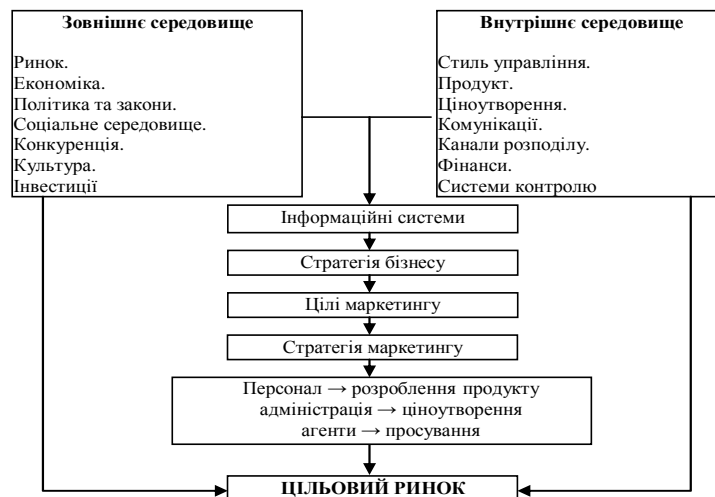 Зовнішнє середовище
Ринок.
Економіка.
Політика та закони.
Соціальне середовище.
Конкуренція.
Культура.
Інвестиції
Внутрішнє середовище
Стиль управління.
Продукт.
Ціноутворення.
Комунікації.
Канали розподілу.
Фінанси.
Системи контролю
Інформаційні системи
Стратегія бізнесу
Цілі маркетингу
Стратегія маркетингу
Персонал → розроблення продукту
адміністрація → ціноутворення
агенти → просування
ЦІЛЬОВИЙ РИНОК